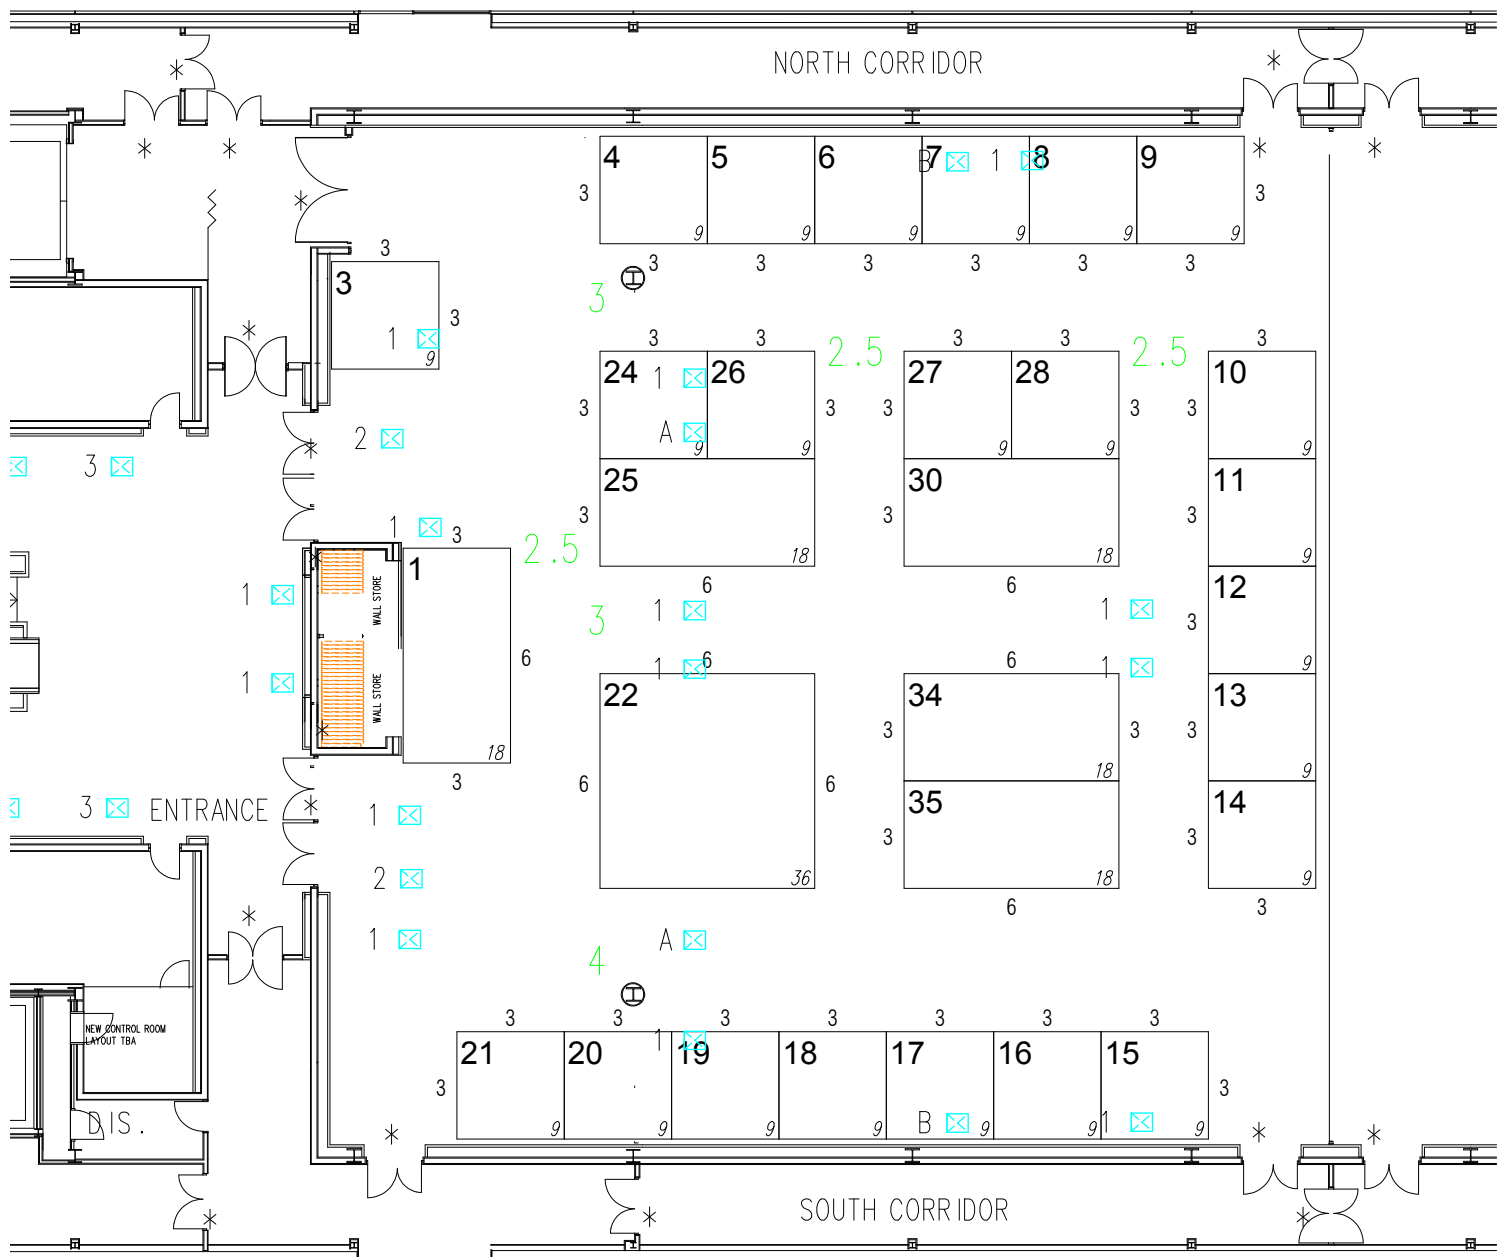 NORTH CORRIDOR
4 5 6 B 7 1 8 9
3 3
9 9 9 9 9 9
3
3 3 3 3 3 3
3
3
1 3
9
3
3 3 3 3 3
2.5 2.5
24 1 26 27 28 10
3 3 3 3 3
A
9 9 9 9 9
2
3 3
25 30 11
3 3 3
1 3
2.5
18 18 9
1
WALL STORE
6 6
12
1 1
3 3
1 6 6 6
1 1
9
1
WALL STORE
22 34 13
3 3 3
18 18 9
3 6 6
3 ENTRANCE
35 14
1
3 3
2
36 18 9
6 3
1 A
4
3 3 3 3 3 3 3
NEW CONTROL ROOM
LAYOUT TBA
21 20 1 19 18 17 16 15
3 3
DIS.
B 1
9 9 9 9 9 9 9
SOUTH CORRIDOR